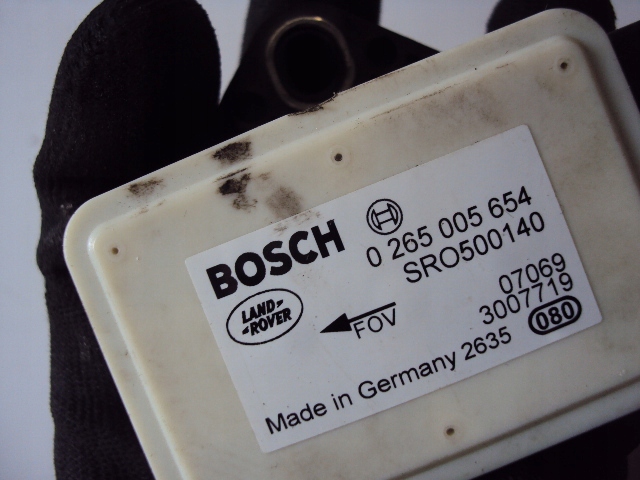 BOSCH
0 265 005 654
SRO500140
LAND-
-ROVER
FOV
07069
3007719
Made in Germany 2635
080